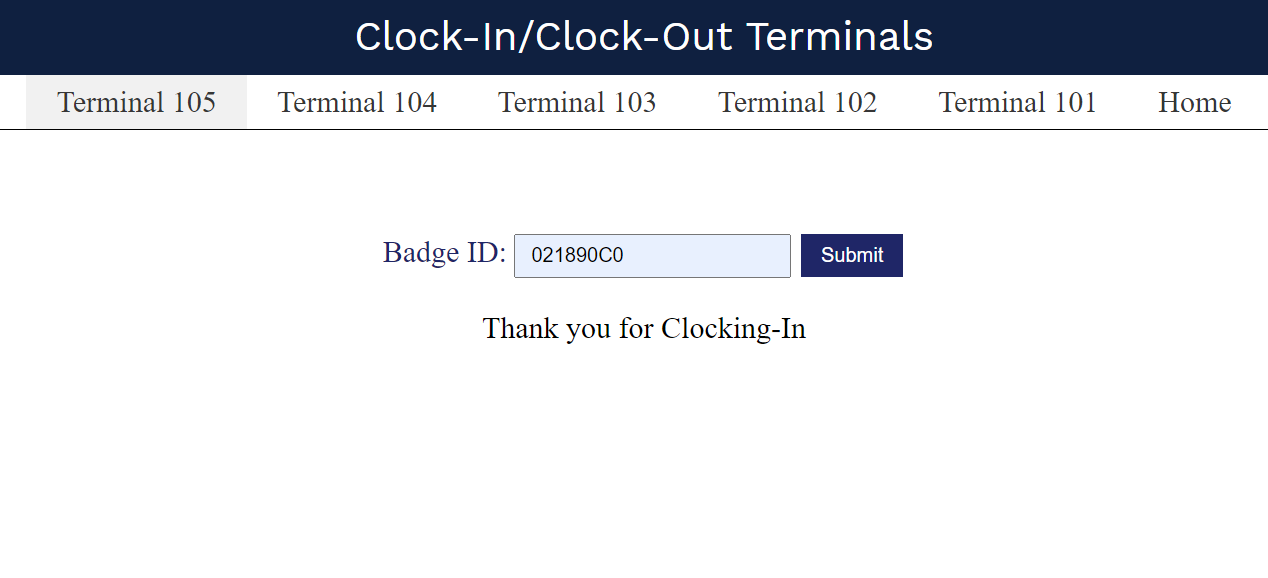 Clock-In/Clock-Out Terminals
Terminal 105 Terminal 104 Terminal 103 Terminal 102 Terminal 101 Home
Badge ID: 021890C0 Submit
Thank you for Clocking-In